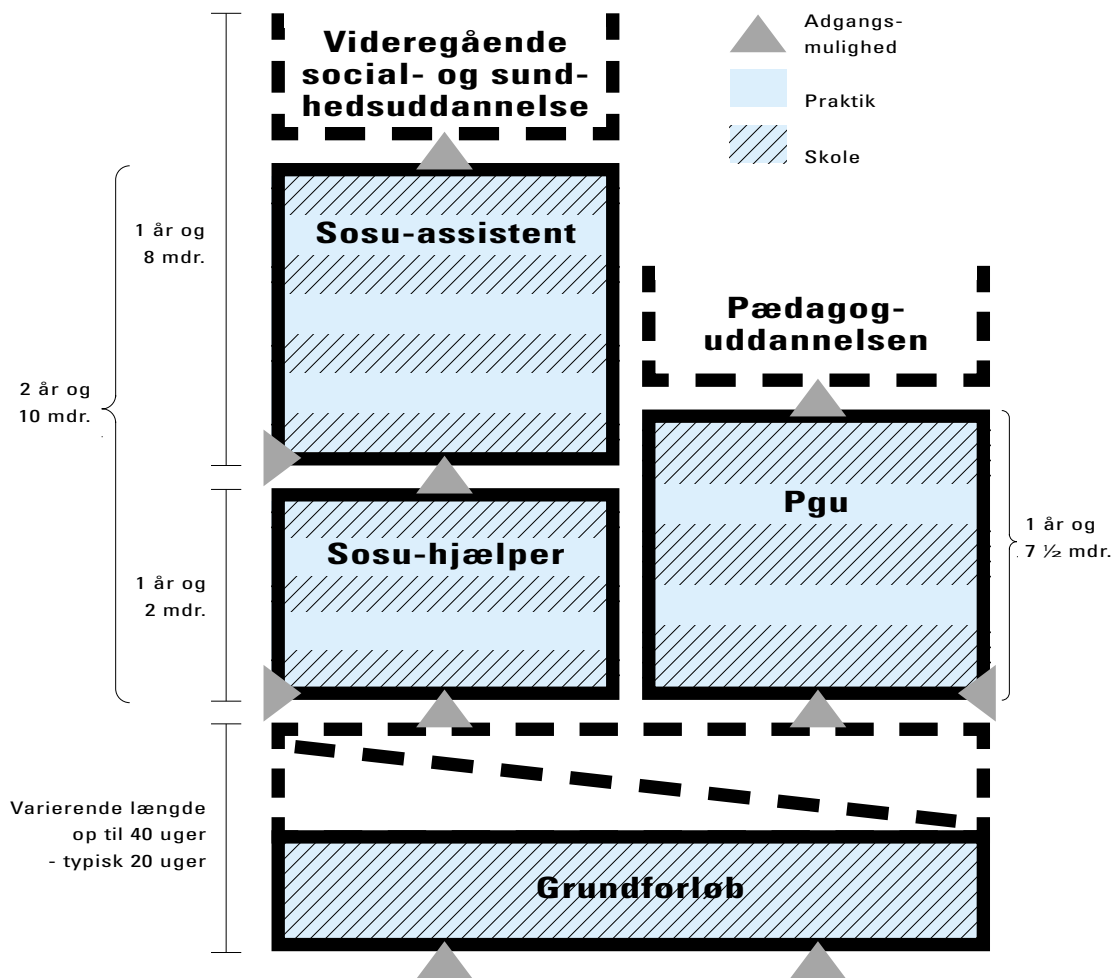 Videregående
social- og sund-
hedsuddannelse
Adgangs-
mulighed
Praktik
Skole
1 år og
8 mdr.
Sosu-assistent
Pædagog-
uddannelsen
2 år og
10 mdr.
Pgu
1 år og
7 ½ mdr.
Sosu-hjælper
1 år og
2 mdr.
Varierende længde
op til 40 uger
- typisk 20 uger
Grundforløb